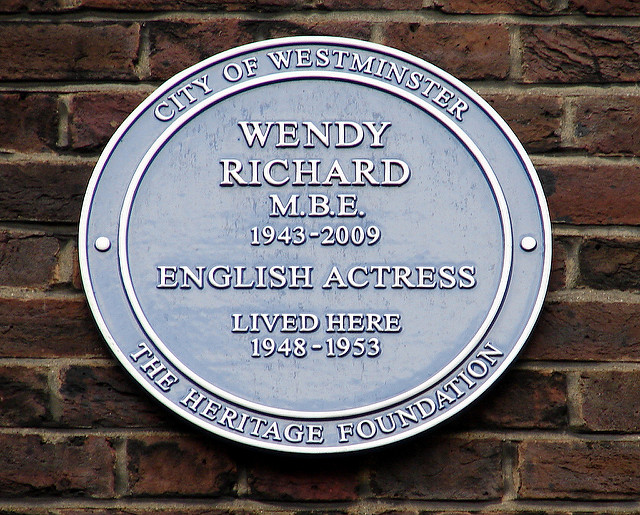 CITY OF WESTMINSTER
WENDY
RICHARD
M.B.E.
1943-2009
ENGLISH ACTRESS
LIVED HERE
1948-1953
THE HERITAGE FOUNDATION